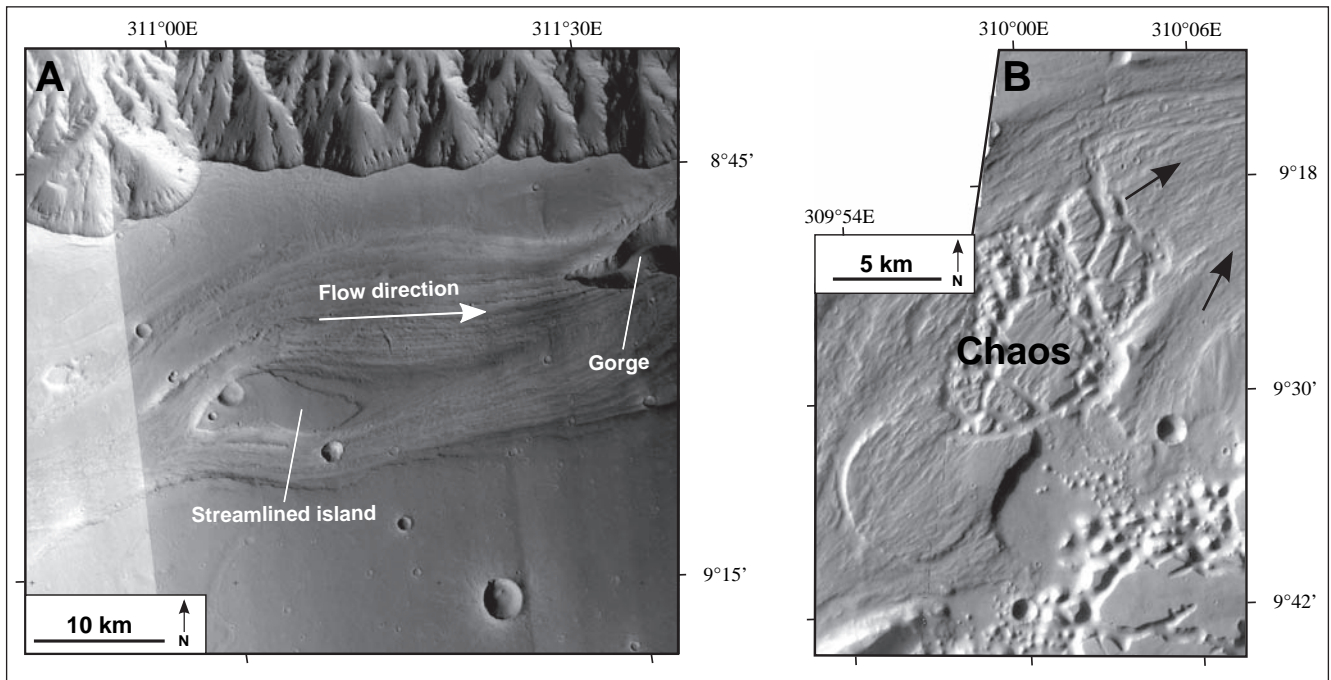 311°00E
311°30E
A
8°45’
Flow direction
Gorge
Streamlined island
9°15’
10 km
N
310°00E
310°06E
B
9°18
309°54E
5 km
N
Chaos
9°30’
9°42’